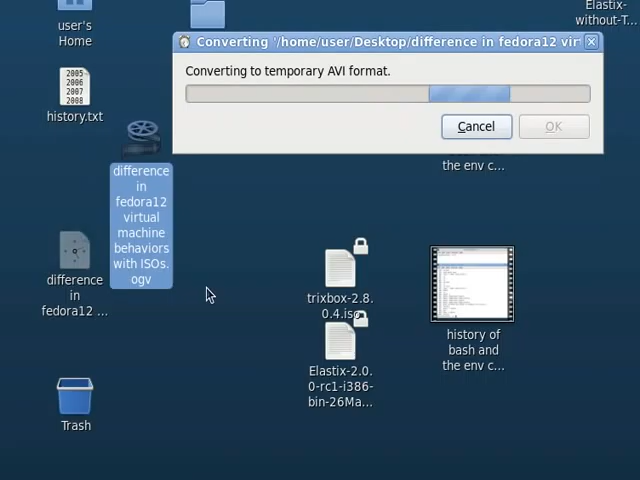 user's
Home
Elastix-
without-T...
Converting '/home/user/Desktop/difference in fedora12 virt
Converting to temporary AVI format.
Cancel
OK
2005
2006
2007
2008
history.txt
the env c...
difference
in
fedora12
virtual
machine
behaviors
with ISOs.
ogv
difference
in
fedora12 ...
trixbox-2.8.
0.4.iso
Elastix-2.0.
0-rc1-i386-
bin-26Ma...
history of
bash and
the env c...
Trash